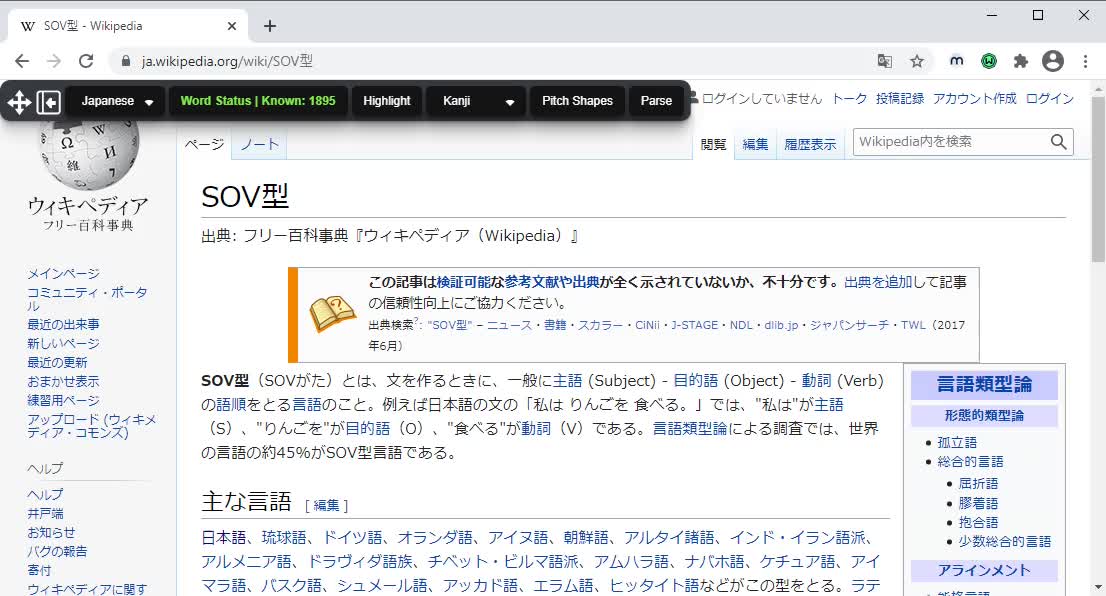 SOV型 - Wikipedia
ja.wikipedia.org/wiki/SOV型
Japanese
Word Status | Known: 1895
Highlight
Kanji
Pitch Shapes
Parse
ログインしていません トーク 投稿記録 アカウント作成 ログイン
ページ ノート
閲覧 編集 履歴表示
Wikipedia内を検索
ウィキペディア
フリー百科事典
メインページ
コミュニティ・ポータ
ル
最近の出来事
新しいページ
最近の更新
おまかせ表示
練習用ページ
アップロード (ウィキメ
ディア・コモンズ)
ヘルプ
ヘルプ
井戸端
お知らせ
バグの報告
寄付
ウィキペディアに関す
SOV型
出典: フリー百科事典『ウィキペディア（Wikipedia）』
この記事は検証可能な参考文献や出典が全く示されていないか、不十分です。出典を追加して記事
の信頼性向上にご協力ください。
出典検索?: "SOV型" – ニュース・書籍・スカラー・CiNii・J-STAGE・NDL・dlib.jp・ジャパンサーチ・TWL（2017
年6月）
SOV型（SOVがた）とは、文を作るときに、一般に主語 (Subject) - 目的語 (Object) - 動詞 (Verb)
の語順をとる言語のこと。例えば日本語の文の「私は りんごを 食べる。」では、"私は"が主語
（S）、"りんごを"が目的語（O）、"食べる"が動詞（V）である。言語類型論による調査では、世界
の言語の約45%がSOV型言語である。
主な言語 [ 編集 ]
日本語、琉球語、ドイツ語、オランダ語、アイヌ語、朝鮮語、アルタイ諸語、インド・イラン語派、
アルメニア語、ドラヴィダ語族、チベット・ビルマ語派、アムハラ語、ナバホ語、ケチュア語、アイ
マラ語、バスク語、シュメール語、アッカド語、エラム語、ヒッタイト語などがこの型をとる。ラテ
言語類型論
形態的類型論
孤立語
総合的言語
屈折語
膠着語
抱合語
少数総合的言語
アラインメント